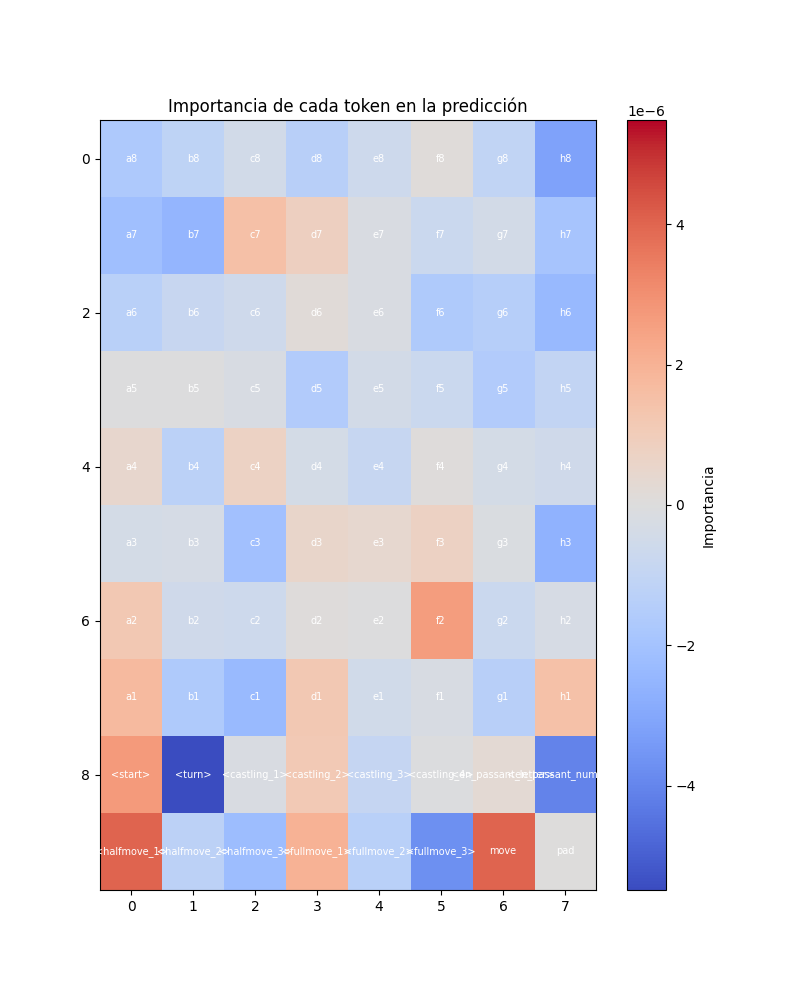 Importancia de cada token en la predicción
1e−6
0 a8 b8 c8 d8 e8 f8 g8 h8
a7 b7 c7 d7 e7 f7 g7 h7
4
2 a6 b6 c6 d6 e6 f6 g6 h6
2
a5 b5 c5 d5 e5 f5 g5 h5
4 a4 b4 c4 d4 e4 f4 g4 h4
0
Importancia
a3 b3 c3 d3 e3 f3 g3 h3
6 a2 b2 c2 d2 e2 f2 g2 h2
−2
a1 b1 c1 d1 e1 f1 g1 h1
8 <start> <turn> <castling_1> <castling_2> <castling_3>
−4
<halfmove_1> <halfmove_2> <halfmove_3> <fullmove_1> <fullmove_2> <fullmove_3> move pad
0 1 2 3 4 5 6 7